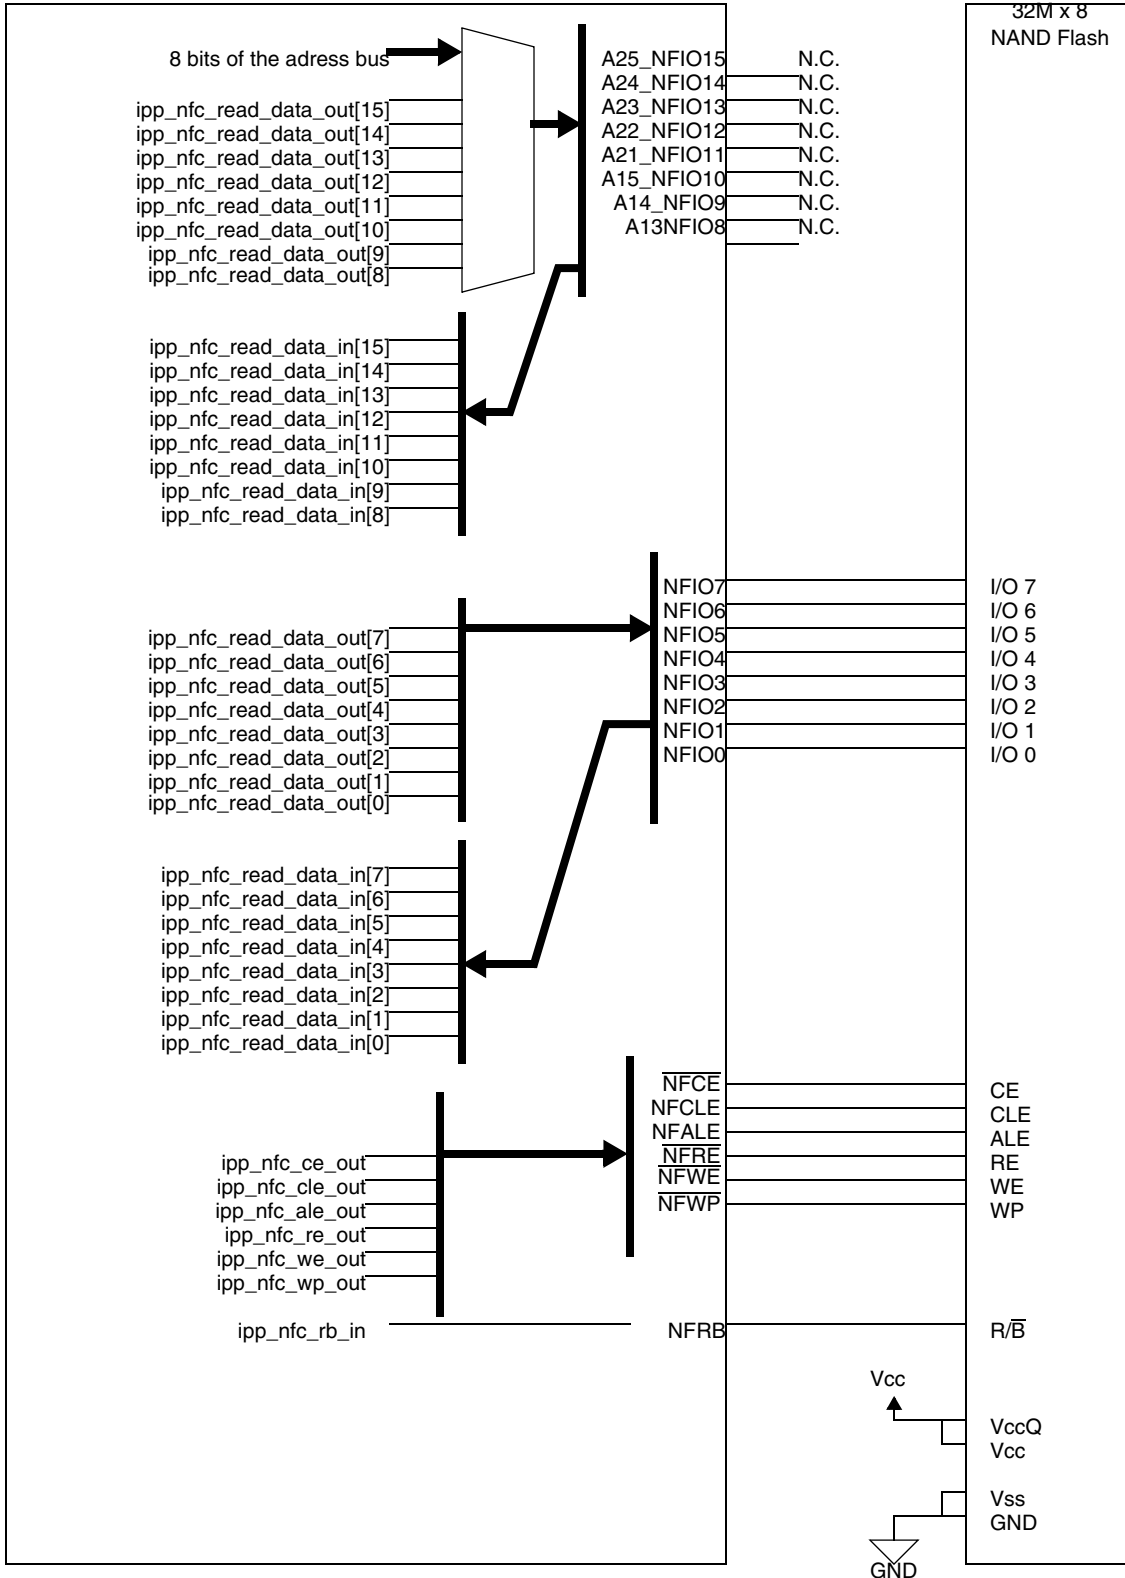 32M x 8
NAND Flash
8 bits of the adress bus
A25_NFIO15 N.C.
A24_NFIO14 N.C.
ipp_nfc_read_data_out[15] A23_NFIO13 N.C.
ipp_nfc_read_data_out[14] A22_NFIO12 N.C.
ipp_nfc_read_data_out[13] A21_NFIO11 N.C.
ipp_nfc_read_data_out[12] A15_NFIO10 N.C.
ipp_nfc_read_data_out[11] A14_NFIO9 N.C.
ipp_nfc_read_data_out[10] A13NFIO8 N.C.
ipp_nfc_read_data_out[9]
ipp_nfc_read_data_out[8]
ipp_nfc_read_data_in[15]
ipp_nfc_read_data_in[14]
ipp_nfc_read_data_in[13]
ipp_nfc_read_data_in[12]
ipp_nfc_read_data_in[11]
ipp_nfc_read_data_in[10]
ipp_nfc_read_data_in[9]
ipp_nfc_read_data_in[8]
NFIO7 I/O 7
NFIO6 I/O 6
ipp_nfc_read_data_out[7] NFIO5 I/O 5
ipp_nfc_read_data_out[6] NFIO4 I/O 4
ipp_nfc_read_data_out[5] NFIO3 I/O 3
ipp_nfc_read_data_out[4] NFIO2 I/O 2
ipp_nfc_read_data_out[3] NFIO1 I/O 1
ipp_nfc_read_data_out[2] NFIO0 I/O 0
ipp_nfc_read_data_out[1]
ipp_nfc_read_data_out[0]
ipp_nfc_read_data_in[7]
ipp_nfc_read_data_in[6]
ipp_nfc_read_data_in[5]
ipp_nfc_read_data_in[4]
ipp_nfc_read_data_in[3]
ipp_nfc_read_data_in[2]
ipp_nfc_read_data_in[1]
ipp_nfc_read_data_in[0]
N̅F̅C̅E̅ CE
NFCLE CLE
NFALE ALE
ipp_nfc_ce_out N̅F̅R̅E̅ RE
ipp_nfc_cle_out N̅F̅W̅E̅ WE
ipp_nfc_ale_out N̅F̅W̅P̅ WP
ipp_nfc_re_out
ipp_nfc_we_out
ipp_nfc_wp_out
ipp_nfc_rb_in NFRB R/B̅
Vcc
VccQ
Vcc
Vss
GND
GND